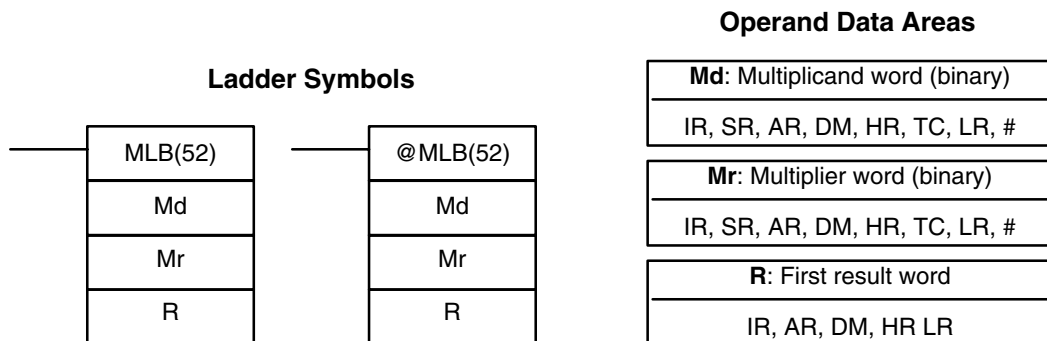 Ladder Symbols
MLB(52)
Md
Mr
R
@MLB(52)
Md
Mr
R
Operand Data Areas
Md: Multiplicand word (binary)
IR, SR, AR, DM, HR, TC, LR, #
Mr: Multiplier word (binary)
IR, SR, AR, DM, HR, TC, LR, #
R: First result word
IR, AR, DM, HR LR